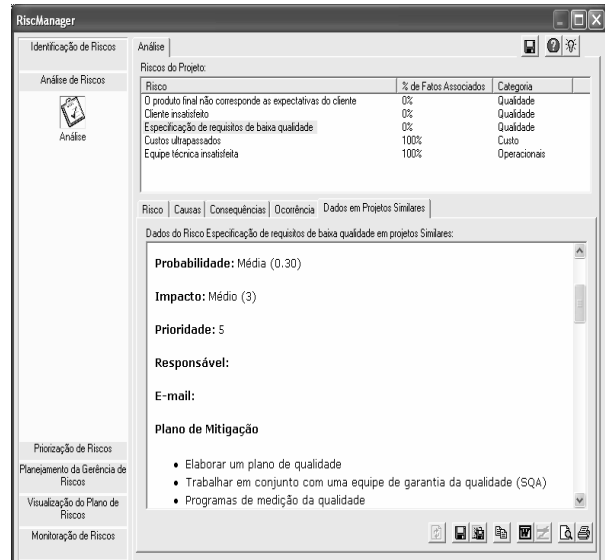 RiscManager
Identificação de Riscos
Análise de Riscos
Análise
Priorização de Riscos
Planejamento da Gerência de
Riscos
Visualização do Plano de
Riscos
Monitoração de Riscos
Análise
Riscos do Projeto:
Risco % de Fatos Associados Categoria
O produto final não corresponde as expectativas do cliente 0% Qualidade
Cliente insatisfeito 0% Qualidade
Especificação de requisitos de baixa qualidade 0% Qualidade
Custos ultrapassados 100% Custo
Equipe técnica insatisfeita 100% Operacionais
Risco Causas Consequências Ocorrência Dados em Projetos Similares
Dados do Risco Especificação de requisitos de baixa qualidade em projetos Similares:
Probabilidade: Média (0.30)
Impacto: Médio (3)
Prioridade: 5
Responsável:
E-mail:
Plano de Mitigação
• Elaborar um plano de qualidade
• Trabalhar em conjunto com uma equipe de garantia da qualidade (SQA)
• Programas de medição da qualidade